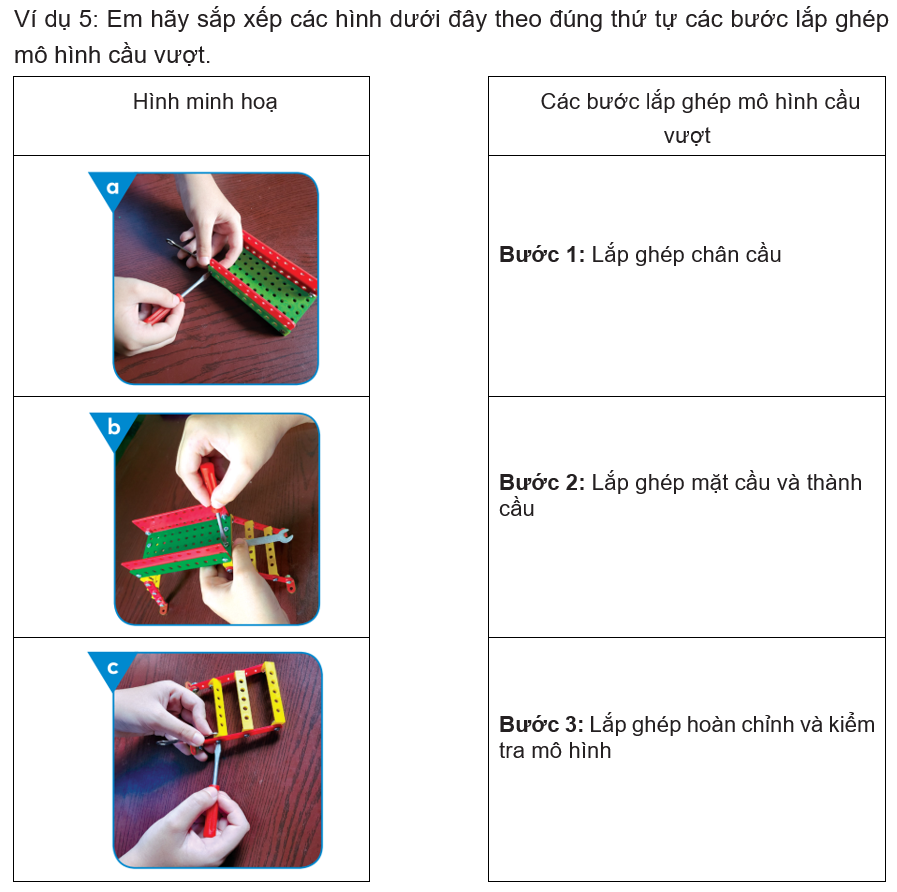 Ví dụ 5: Em hãy sắp xếp các hình dưới đây theo đúng thứ tự các bước lắp ghép
mô hình cầu vượt.
Hình minh hoạ
a
b
c
Các bước lắp ghép mô hình cầu
vượt
Bước 1: Lắp ghép chân cầu
Bước 2: Lắp ghép mặt cầu và thành
cầu
Bước 3: Lắp ghép hoàn chỉnh và kiểm
tra mô hình